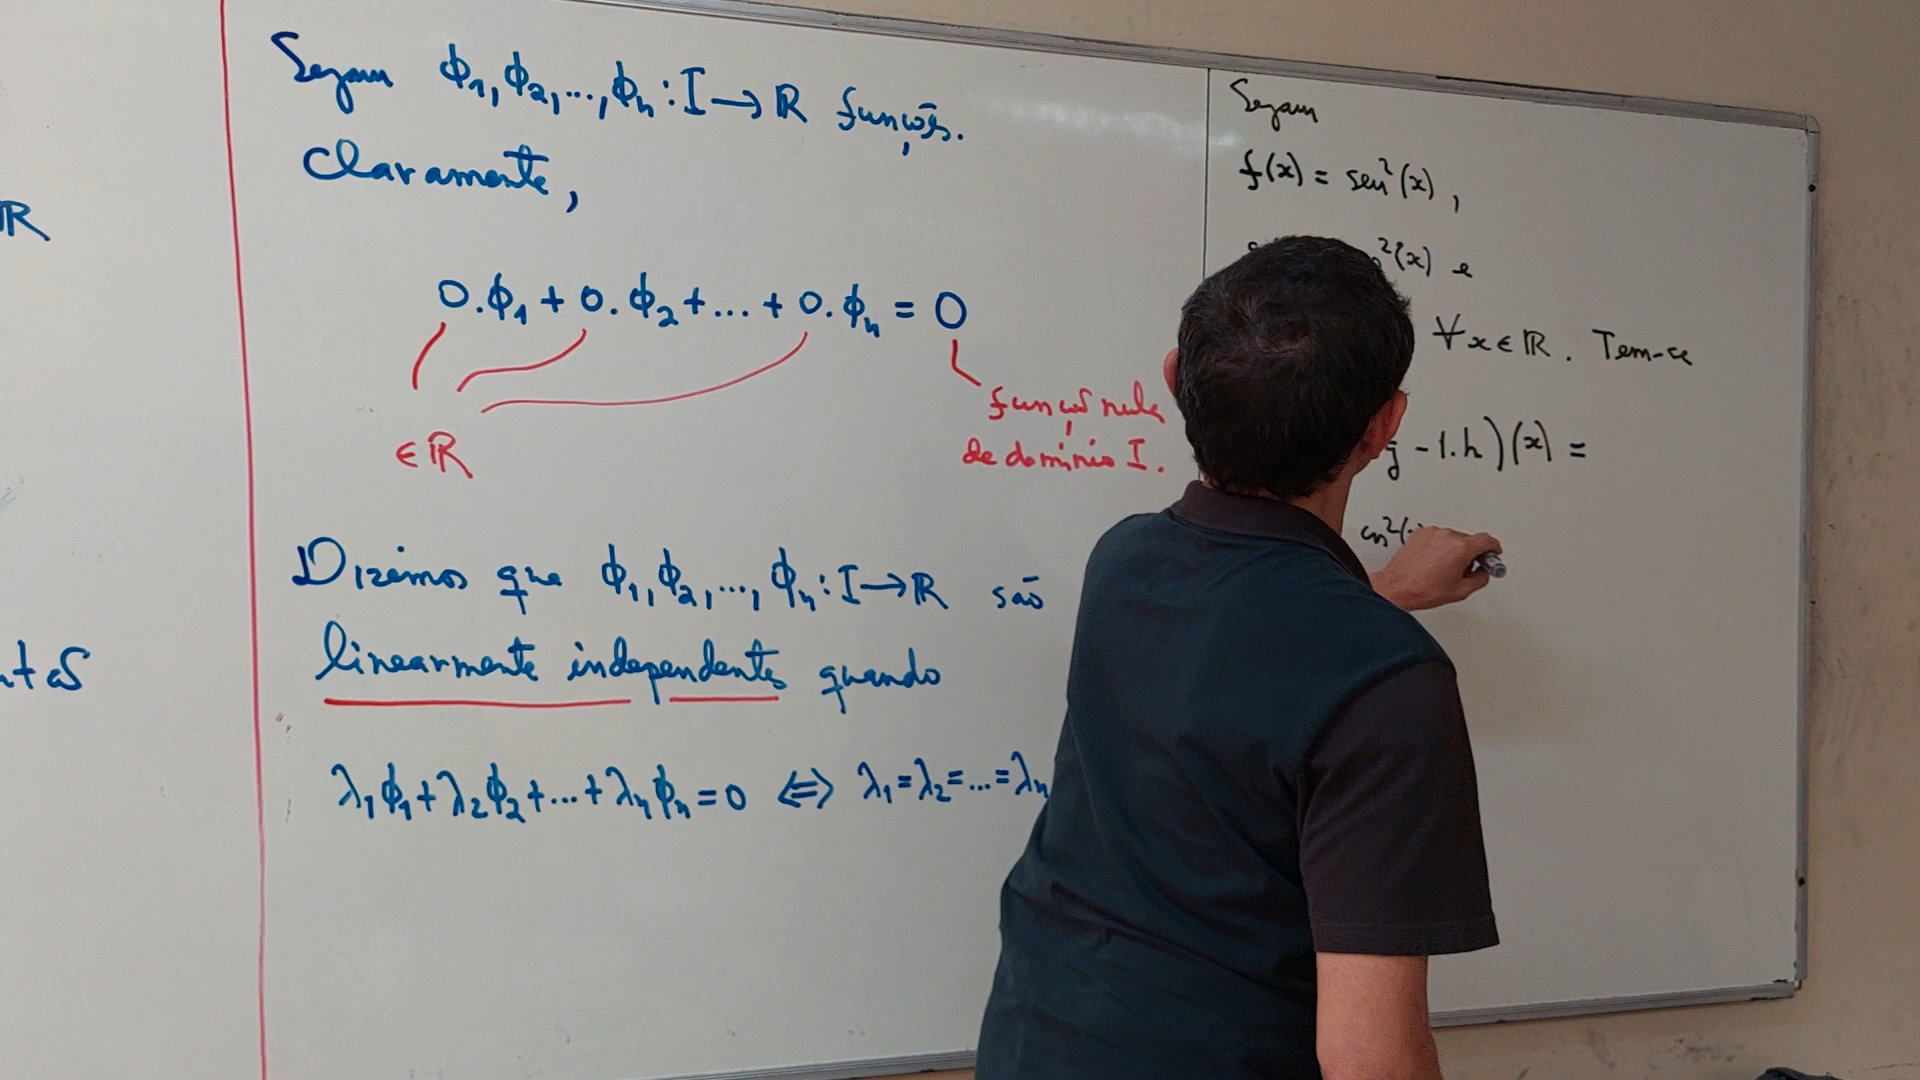 ℝ
ntas
Sejam ϕ₁, ϕ₂, ..., ϕₙ : I → ℝ funções.
Claramente,
0.ϕ₁ + 0.ϕ₂ + ... + 0.ϕₙ = 0
∈ ℝ
função nula
de domínio I.
Dizemos que ϕ₁, ϕ₂, ..., ϕₙ : I → ℝ são
linearmente independentes quando
λ₁ϕ₁ + λ₂ϕ₂ + ... + λₙϕₙ = 0 ⇔ λ₁ = λ₂ = ... = λₙ
Sejam
f(x) = sen²(x) ,
²(x) e
∀x ∈ ℝ . Tem-se
g - 1.h)(x) =
cos²(